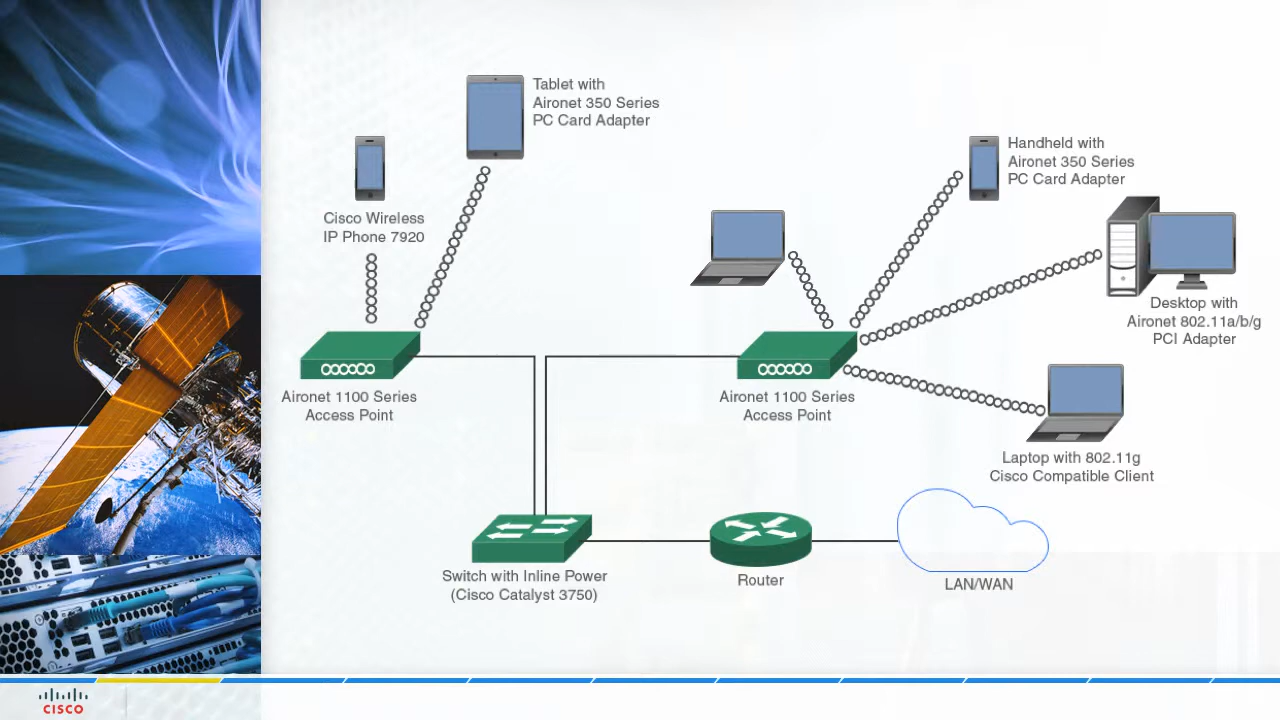 Tablet with
Aironet 350 Series
PC Card Adapter
Handheld with
Aironet 350 Series
PC Card Adapter
Cisco Wireless
IP Phone 7920
Desktop with
Aironet 802.11a/b/g
PCI Adapter
Aironet 1100 Series
Access Point
Aironet 1100 Series
Access Point
Laptop with 802.11g
Cisco Compatible Client
Switch with Inline Power
(Cisco Catalyst 3750)
Router
LAN/WAN
CISCO